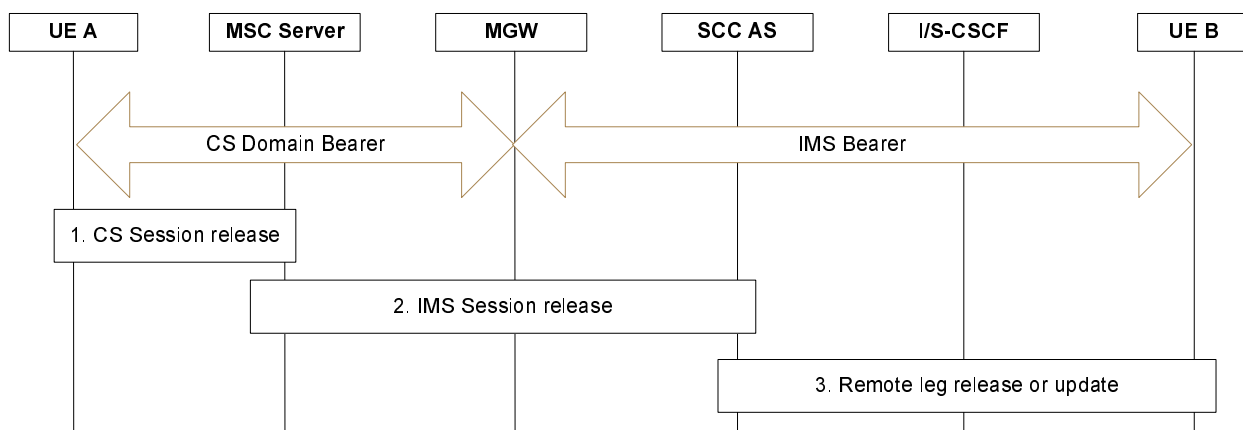 UE A
MSC Server
MGW
SCC AS
I/S-CSCF
UE B
CS Domain Bearer
IMS Bearer
1. CS Session release
2. IMS Session release
3. Remote leg release or update